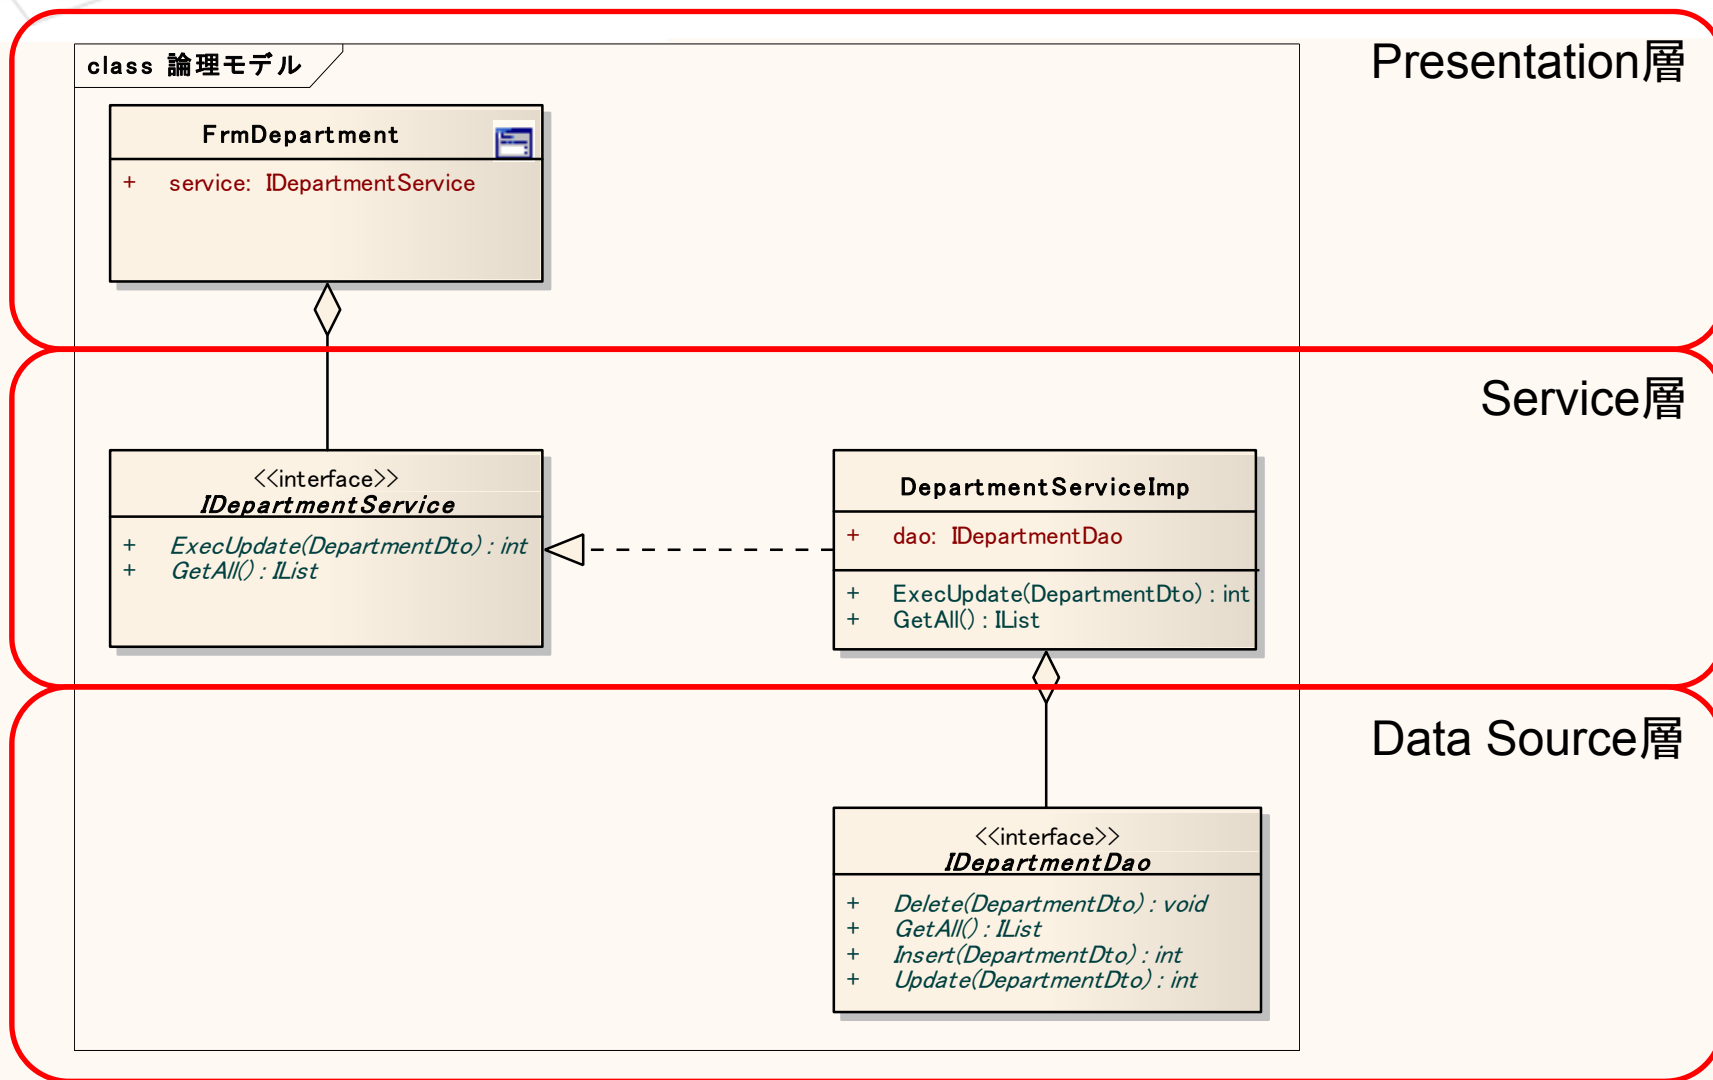 Presentation層
class 論理モデル
FrmDepartment
+ service: IDepartmentService
Service層
<<interface>>
IDepartmentService
+ ExecUpdate(DepartmentDto) : int
+ GetAll() : IList
DepartmentServiceImp
+ dao: IDepartmentDao
+ ExecUpdate(DepartmentDto) : int
+ GetAll() : IList
Data Source層
<<interface>>
IDepartmentDao
+ Delete(DepartmentDto) : void
+ GetAll() : IList
+ Insert(DepartmentDto) : int
+ Update(DepartmentDto) : int